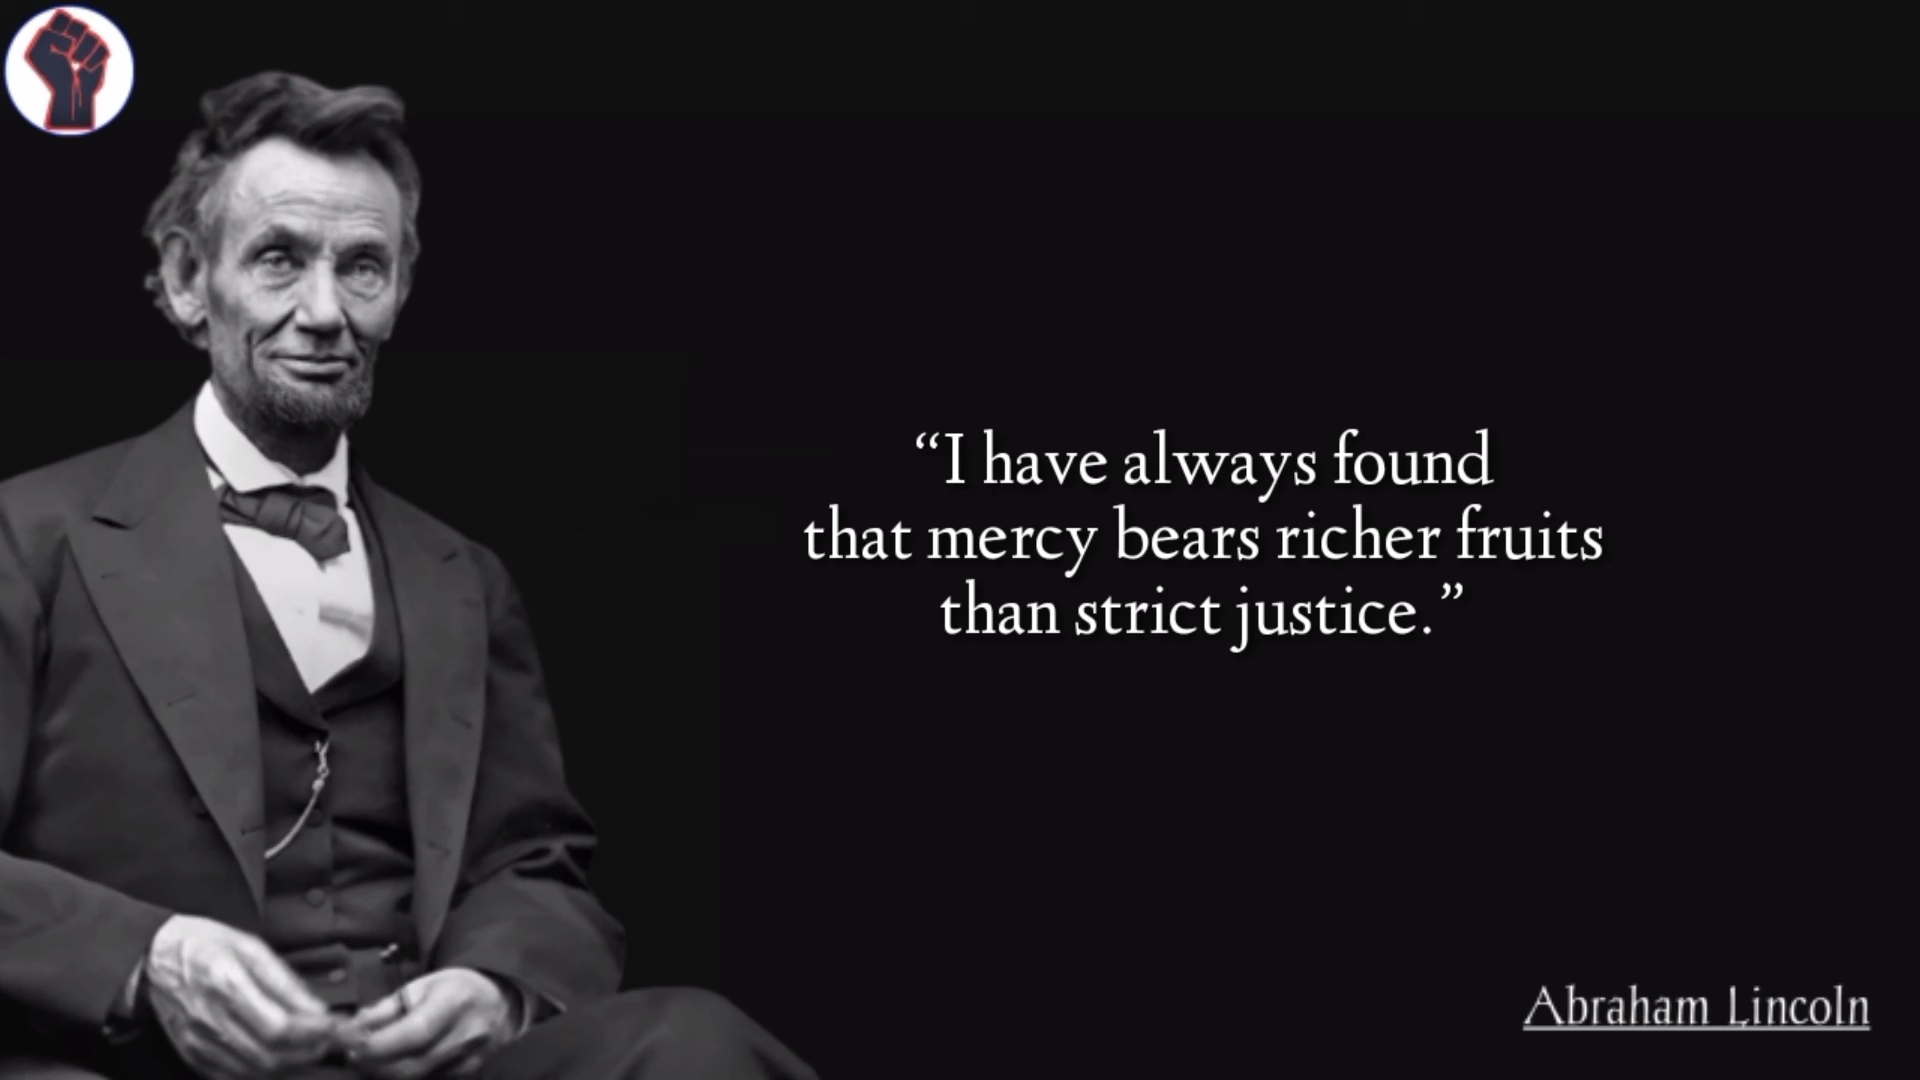 “I have always found
that mercy bears richer fruits
than strict justice.”
Abraham Lincoln